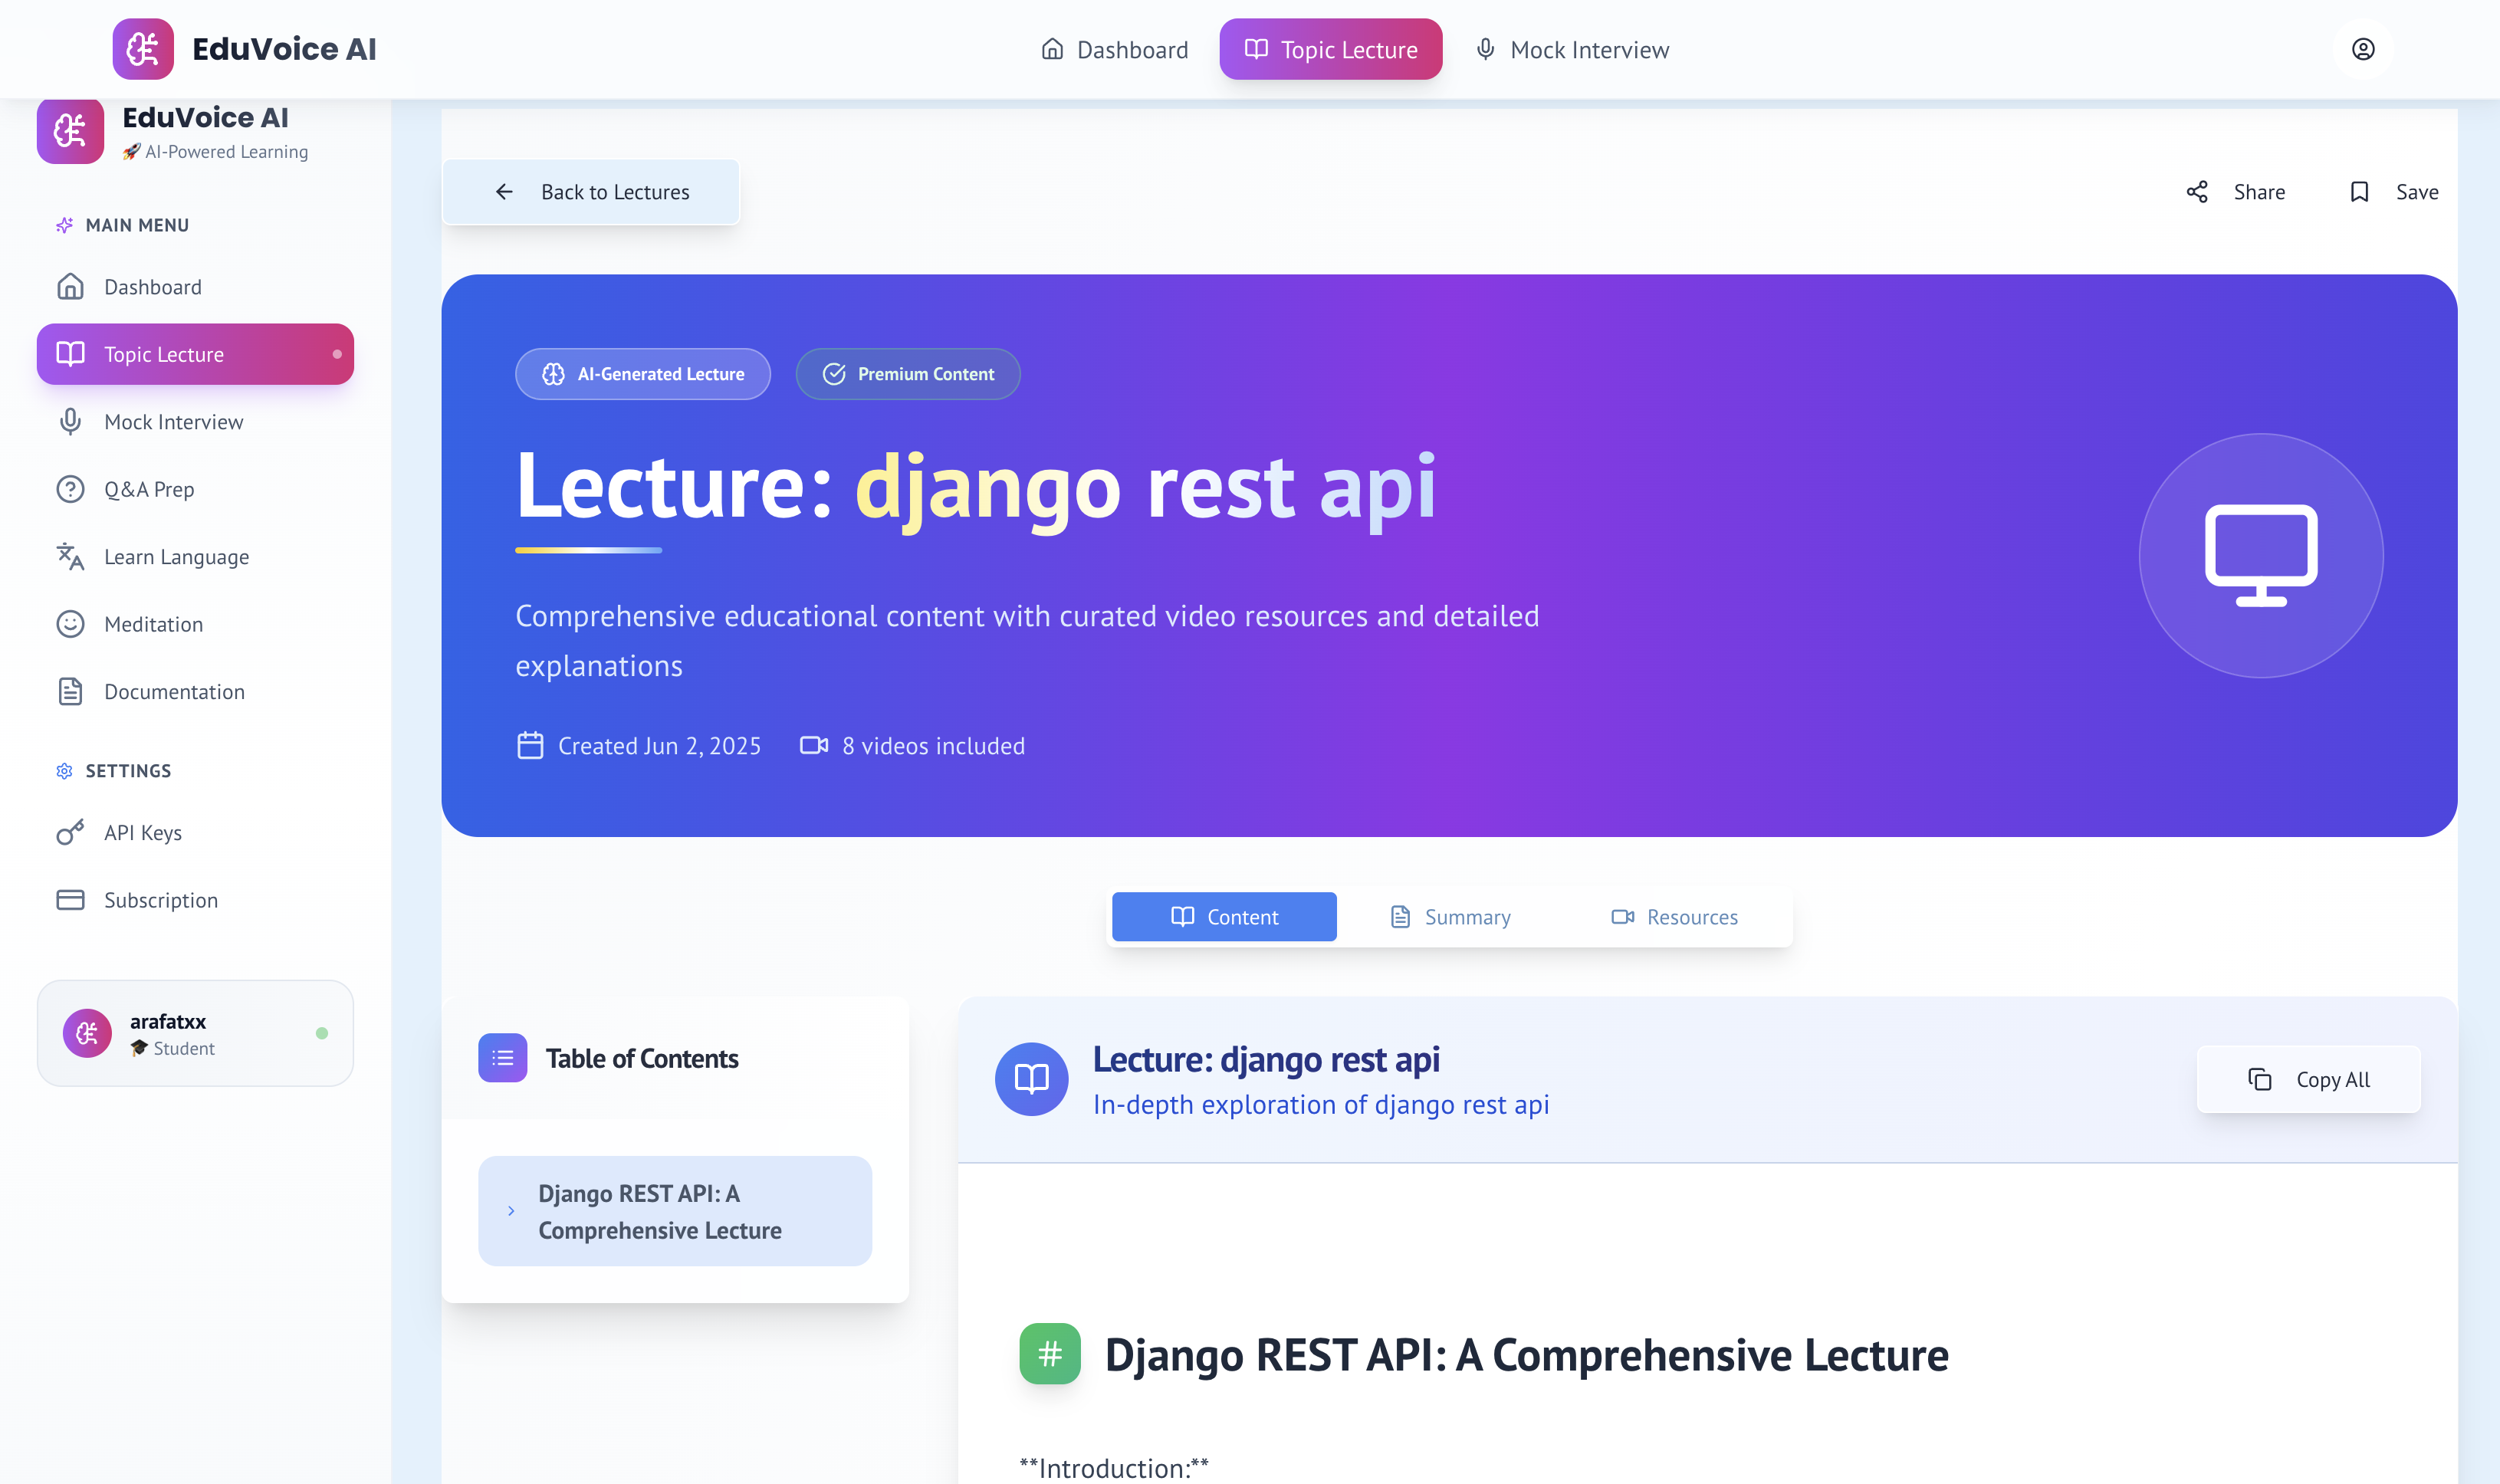 EduVoice AI
Dashboard
Topic Lecture
Mock Interview
EduVoice AI
🚀 AI-Powered Learning
MAIN MENU
Dashboard
Topic Lecture
Mock Interview
Q&A Prep
Learn Language
Meditation
Documentation
SETTINGS
API Keys
Subscription
arafatxx
🎓 Student
Back to Lectures
Share
Save
AI-Generated Lecture
Premium Content
Lecture: django rest api
Comprehensive educational content with curated video resources and detailed
explanations
Created Jun 2, 2025
8 videos included
Content
Summary
Resources
Table of Contents
Django REST API: A
Comprehensive Lecture
Lecture: django rest api
In-depth exploration of django rest api
Copy All
# Django REST API: A Comprehensive Lecture
**Introduction:**